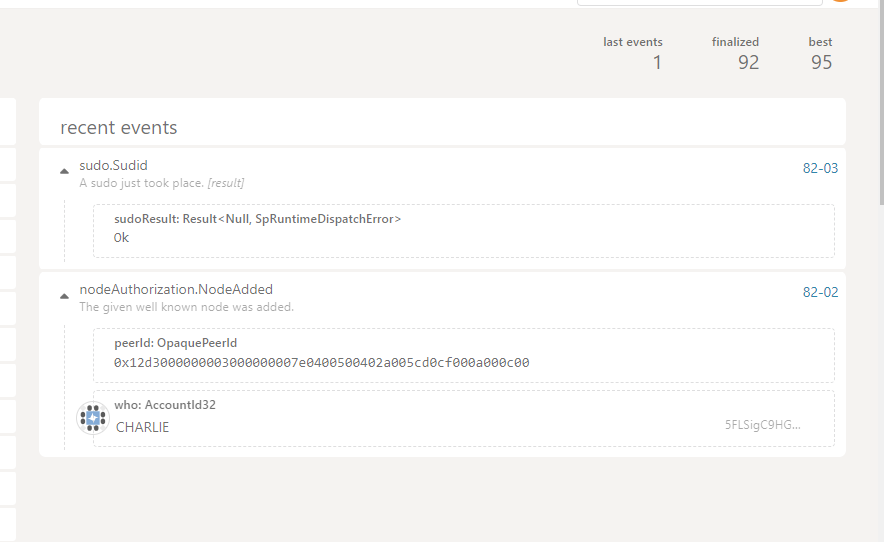 last events finalized best
1 92 95
recent events
sudo.Sudid 82-03
A sudo just took place. [result]
sudoResult: Result<Null, SpRuntimeDispatchError>
Ok
nodeAuthorization.NodeAdded 82-02
The given well known node was added.
peerId: OpaquePeerId
0x12d3000000003000000007e0400500402a005cd0cf000a000c00
who: AccountId32
CHARLIE 5FLSigC9HG...